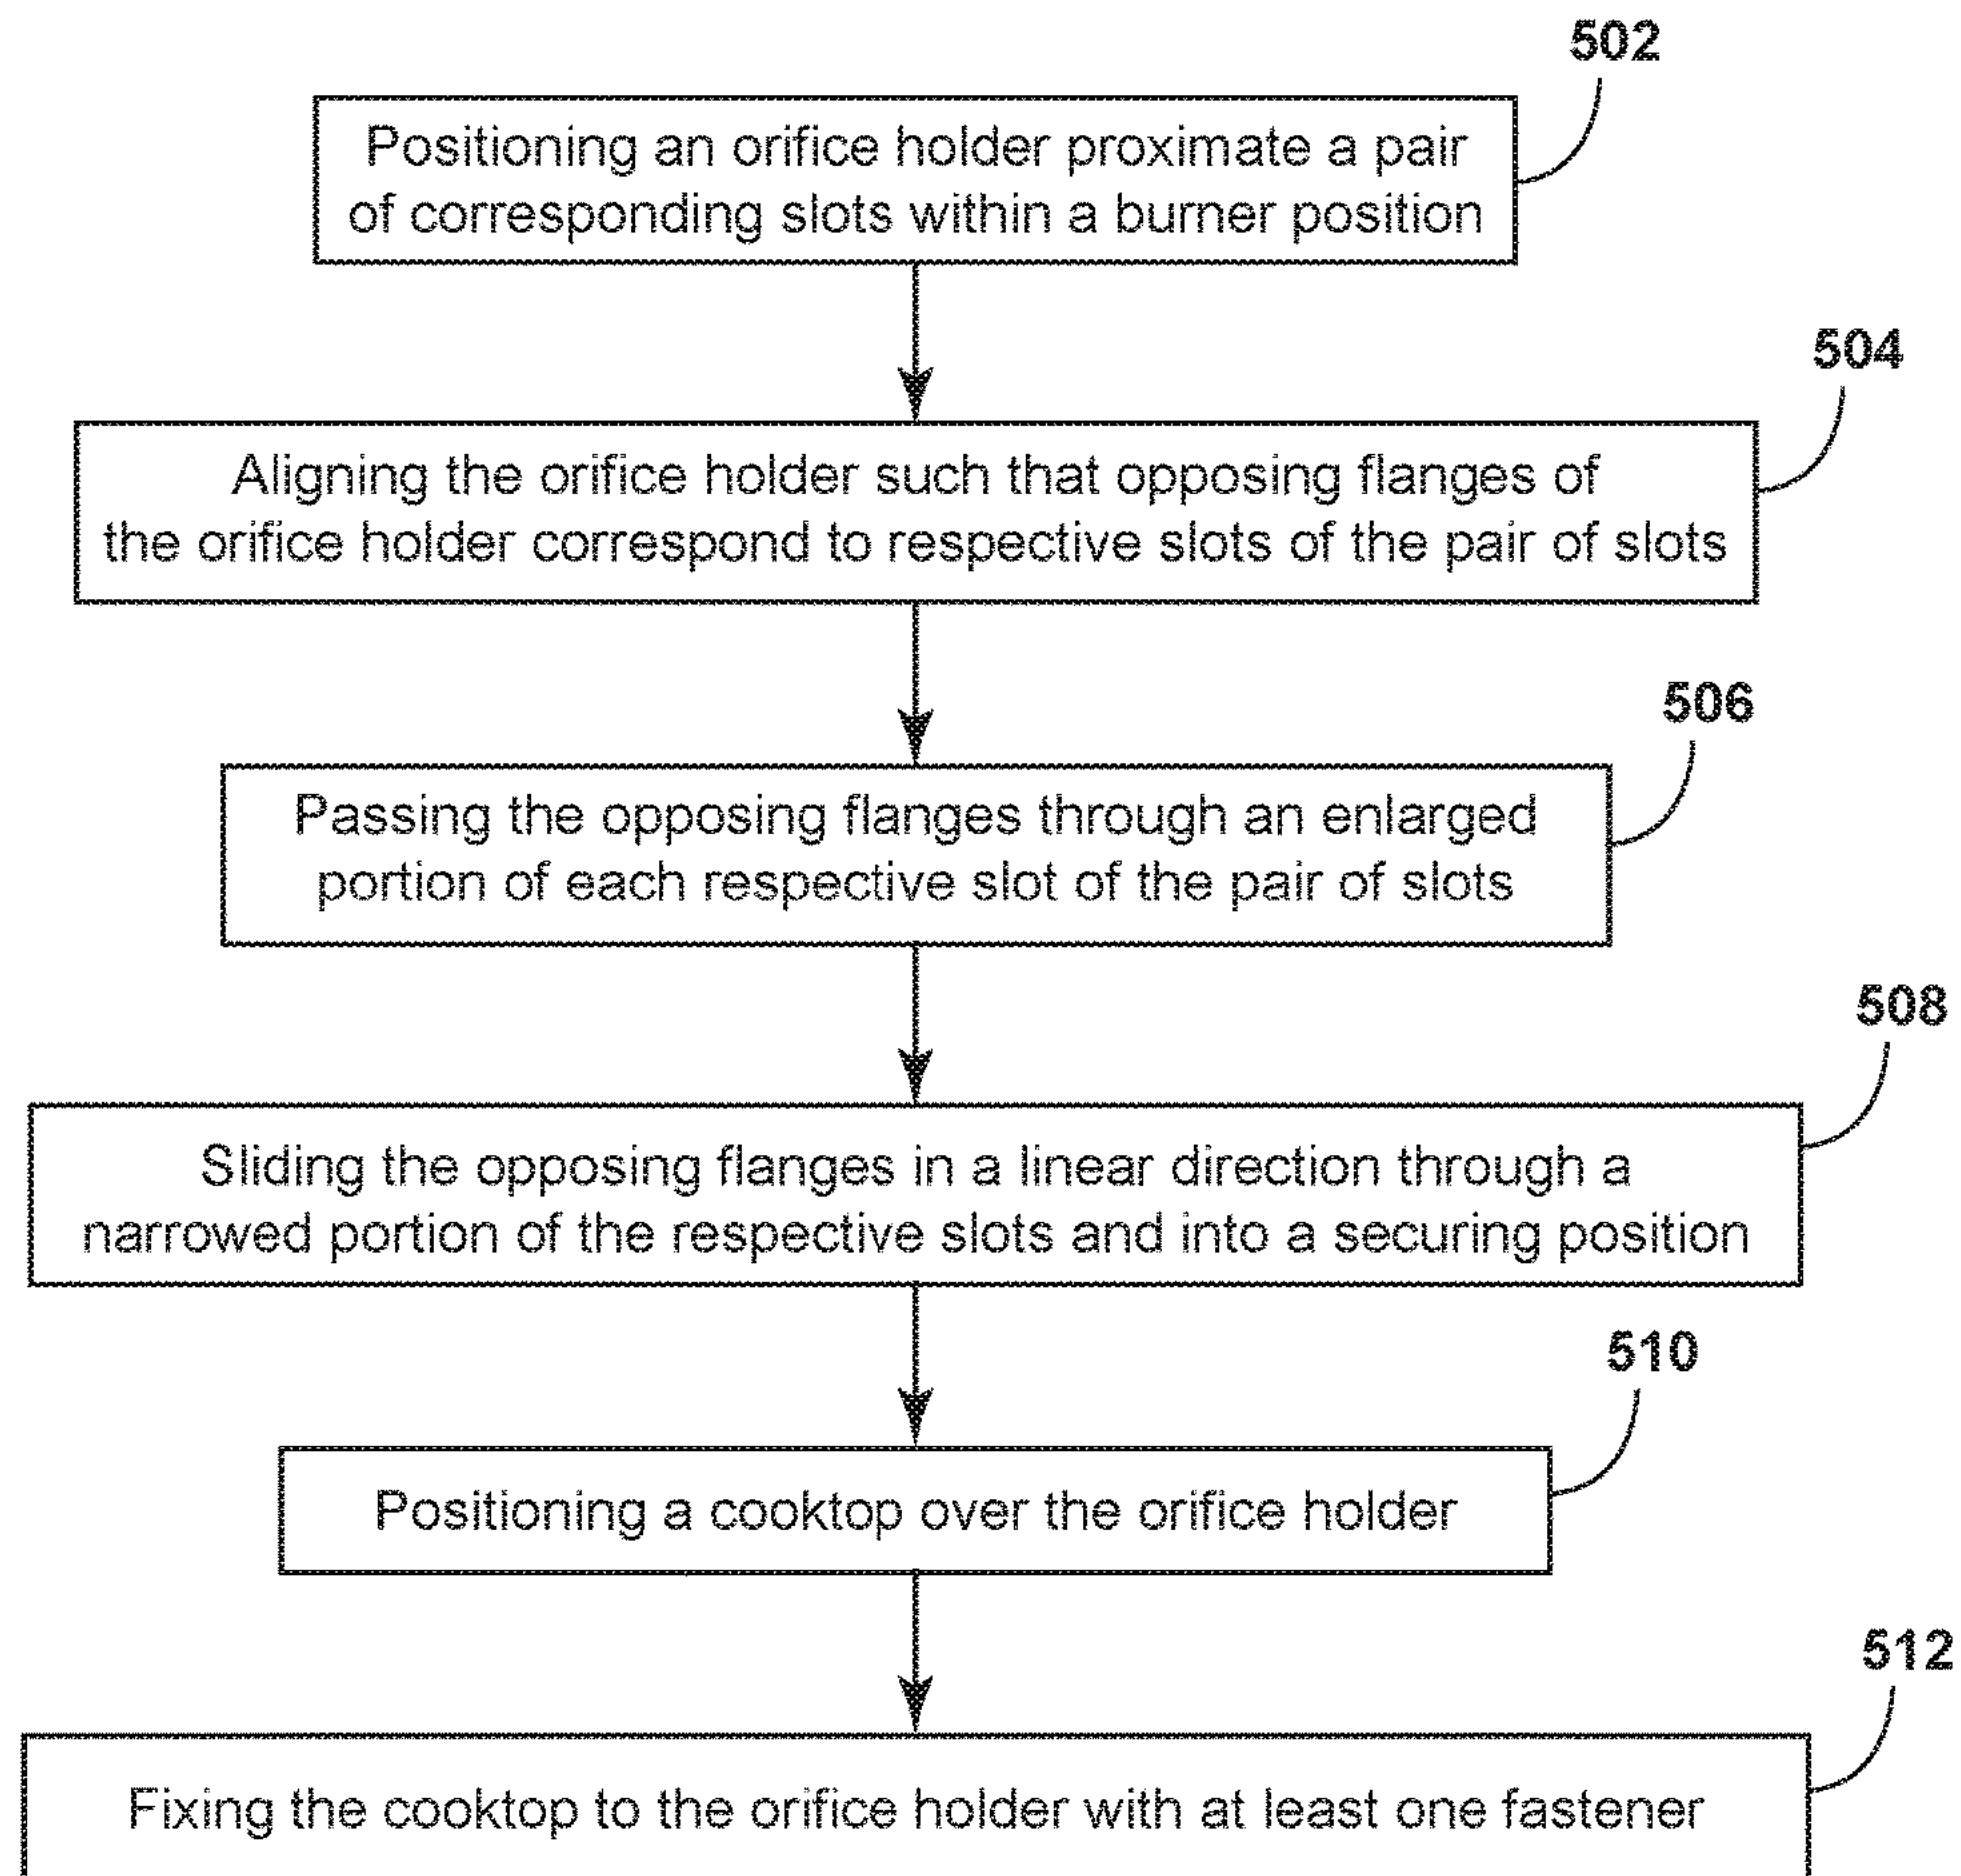 502
Positioning an orifice holder proximate a pair
of corresponding slots within a burner position
504
Aligning the orifice holder such that opposing flanges of
the orifice holder correspond to respective slots of the pair of slots
506
Passing the opposing flanges through an enlarged
portion of each respective slot of the pair of slots
508
Sliding the opposing flanges in a linear direction through a
narrowed portion of the respective slots and into a securing position
510
Positioning a cooktop over the orifice holder
512
Fixing the cooktop to the orifice holder with at least one fastener